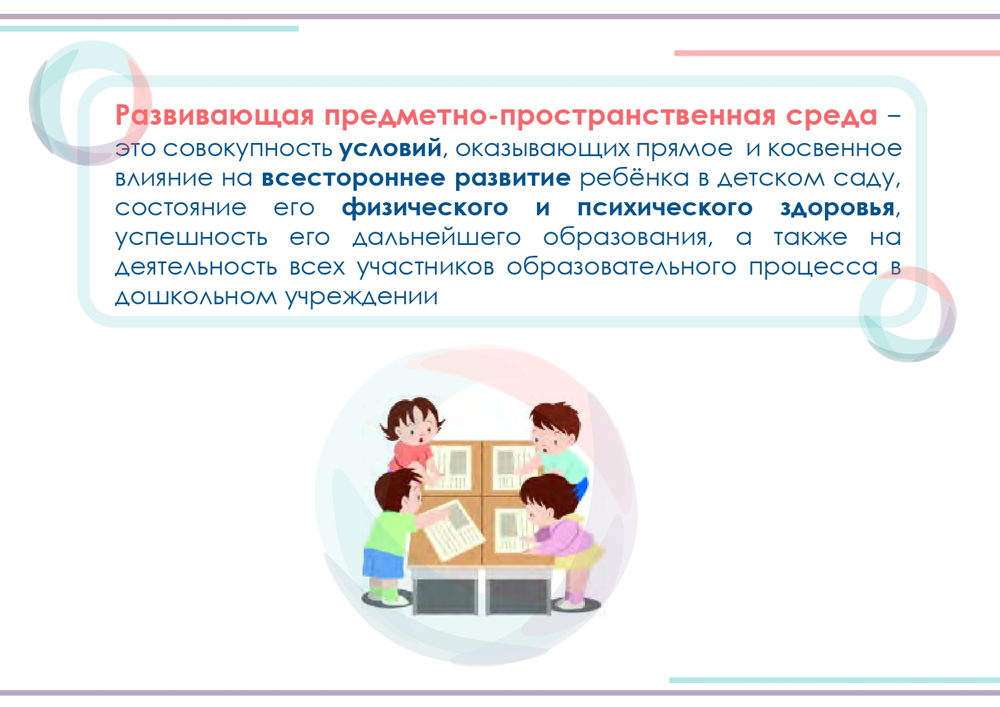 Развивающая предметно-пространственная среда –
это совокупность условий, оказывающих прямое и косвенное
влияние на всестороннее развитие ребёнка в детском саду,
состояние его физического и психического здоровья,
успешность его дальнейшего образования, а также на
деятельность всех участников образовательного процесса в
дошкольном учреждении